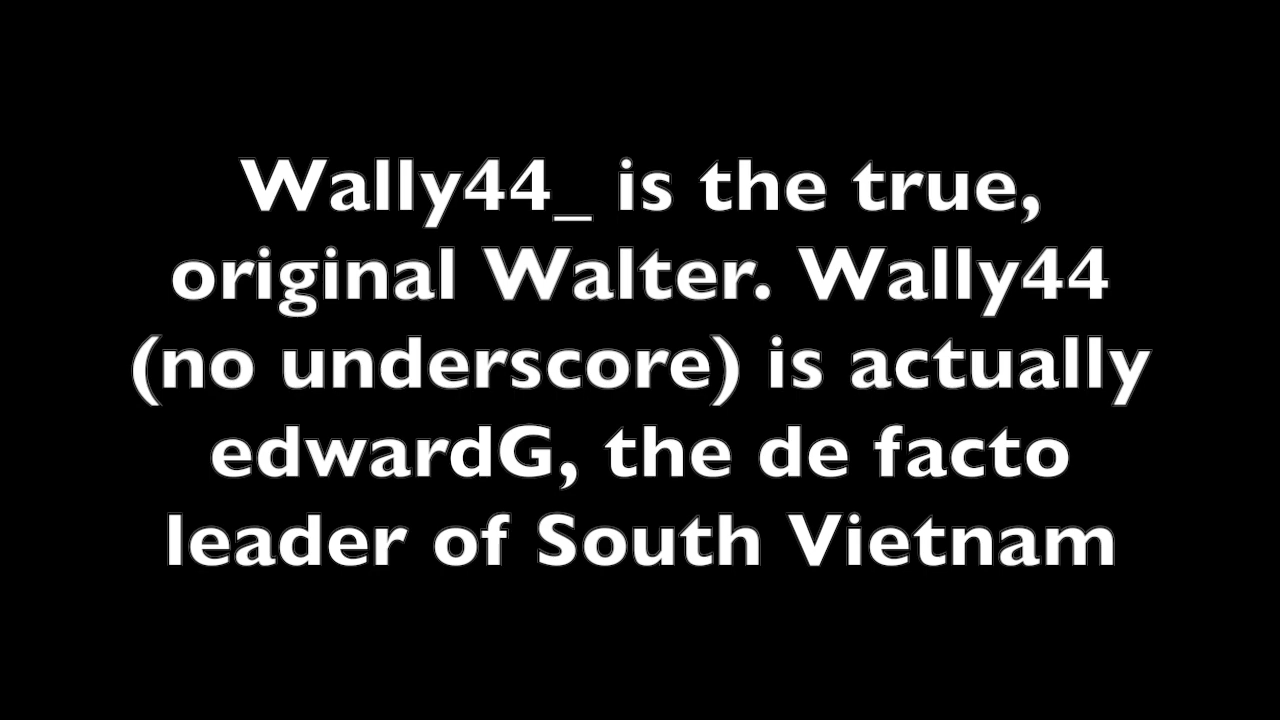 Wally44_ is the true,
original Walter. Wally44
(no underscore) is actually
edwardG, the de facto
leader of South Vietnam